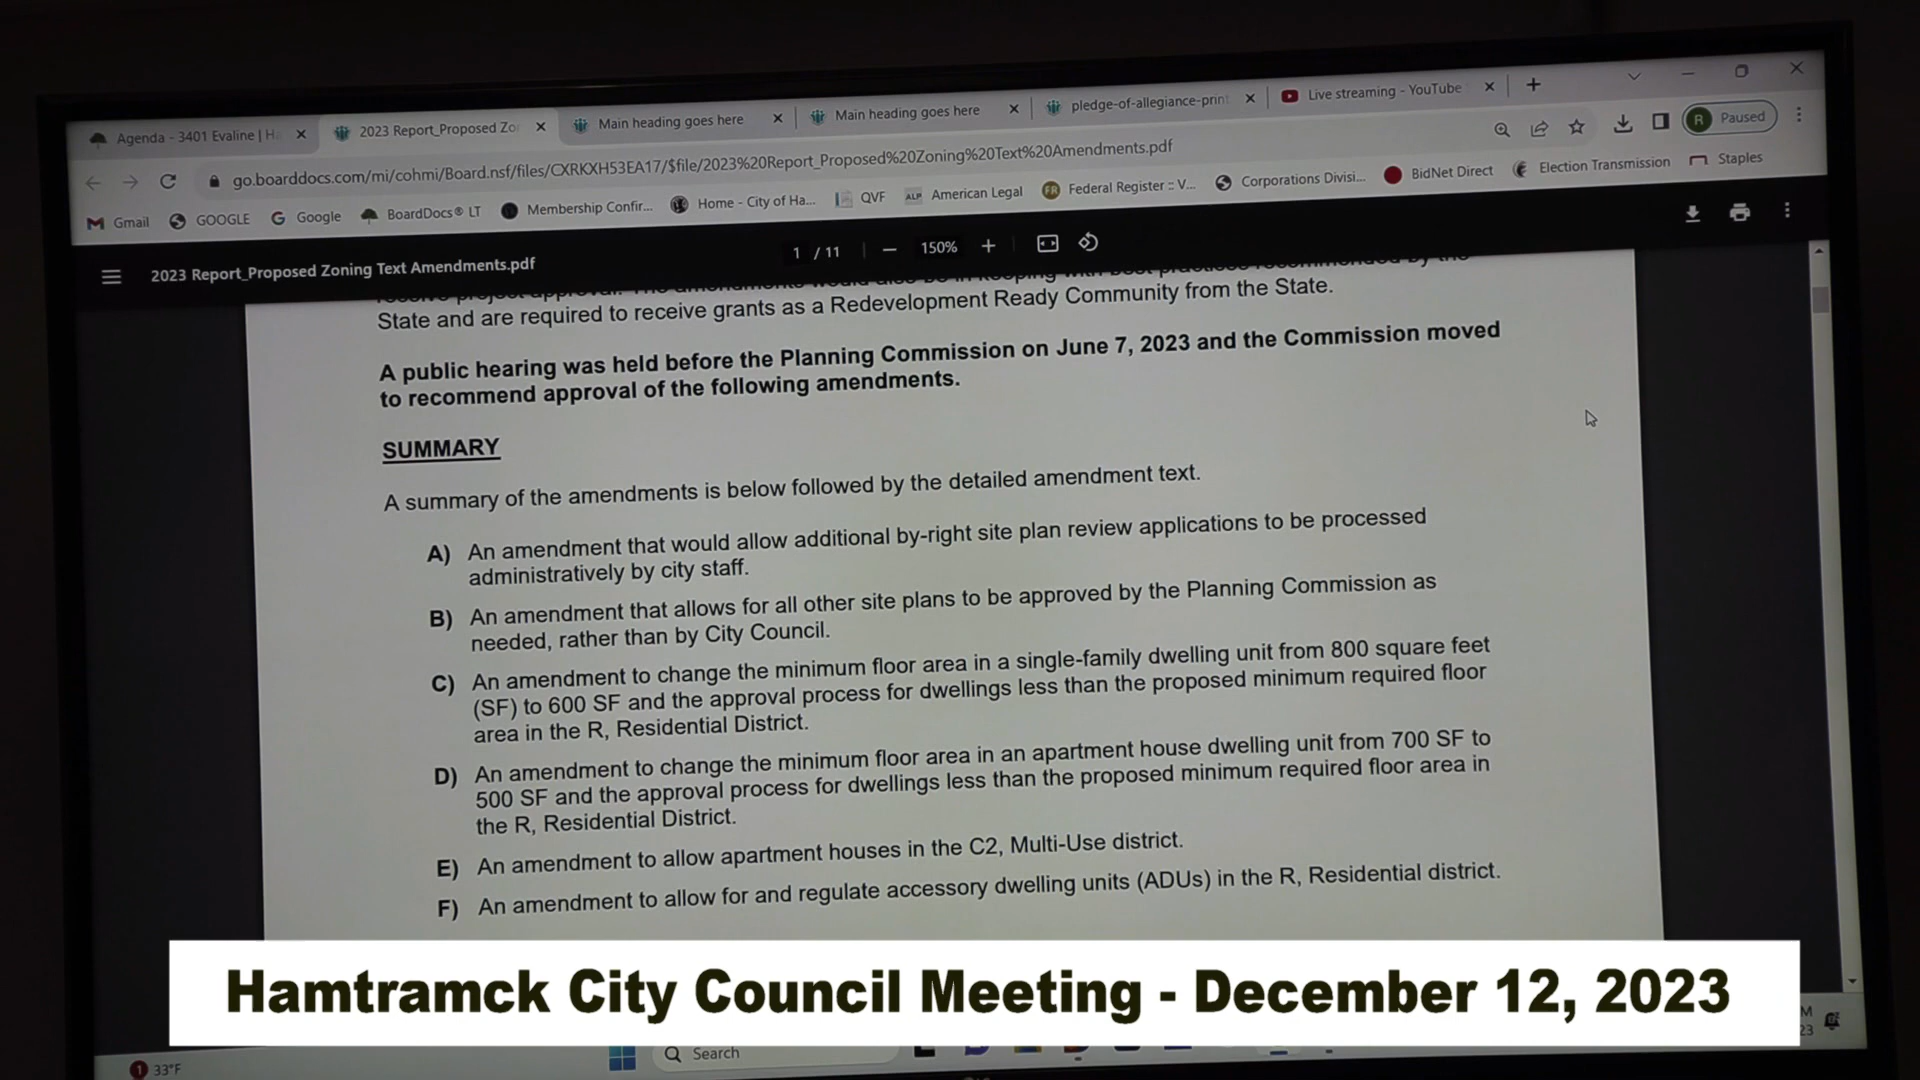 Agenda - 3401 Evaline | Ha
2023 Report_Proposed Zo
Main heading goes here
Main heading goes here
pledge-of-allegiance-print
Live streaming - YouTube
go.boarddocs.com/mi/cohmi/Board.nsf/files/CXRKXH53EA17/$file/2023%20Report_Proposed%20Zoning%20Text%20Amendments.pdf
R Paused
Gmail
GOOGLE
Google
BoardDocs® LT
Membership Confir...
Home - City of Ha...
QVF
ALP American Legal
FR Federal Register :: V...
Corporations Divisi...
BidNet Direct
Election Transmission
Staples
2023 Report_Proposed Zoning Text Amendments.pdf
1 / 11
150%
State and are required to receive grants as a Redevelopment Ready Community from the State.
A public hearing was held before the Planning Commission on June 7, 2023 and the Commission moved
to recommend approval of the following amendments.
SUMMARY
A summary of the amendments is below followed by the detailed amendment text.
A) An amendment that would allow additional by-right site plan review applications to be processed
administratively by city staff.
B) An amendment that allows for all other site plans to be approved by the Planning Commission as
needed, rather than by City Council.
C) An amendment to change the minimum floor area in a single-family dwelling unit from 800 square feet
(SF) to 600 SF and the approval process for dwellings less than the proposed minimum required floor
area in the R, Residential District.
D) An amendment to change the minimum floor area in an apartment house dwelling unit from 700 SF to
500 SF and the approval process for dwellings less than the proposed minimum required floor area in
the R, Residential District.
E) An amendment to allow apartment houses in the C2, Multi-Use district.
F) An amendment to allow for and regulate accessory dwelling units (ADUs) in the R, Residential district.
Hamtramck City Council Meeting - December 12, 2023
M
23
1 33°F
Search